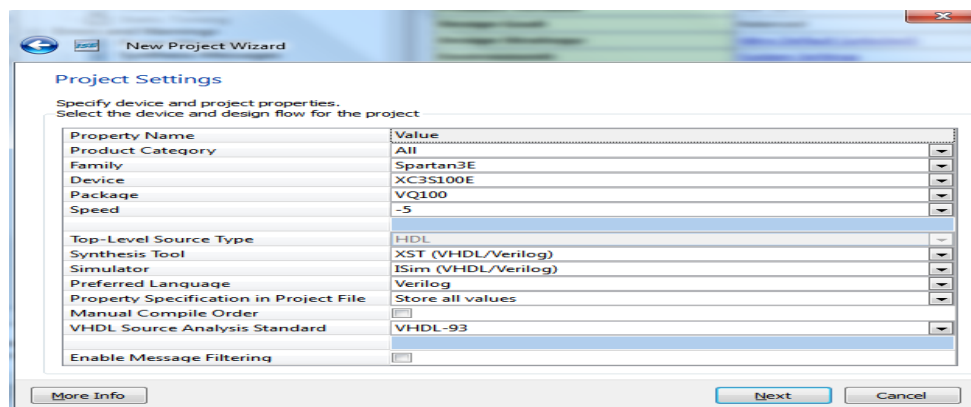 New Project Wizard
Project Settings
Specify device and project properties.
Select the device and design flow for the project
Property Name Value
Product Category All
Family Spartan3E
Device XC3S100E
Package VQ100
Speed -5
Top-Level Source Type HDL
Synthesis Tool XST (VHDL/Verilog)
Simulator ISim (VHDL/Verilog)
Preferred Language Verilog
Property Specification in Project File Store all values
Manual Compile Order
VHDL Source Analysis Standard VHDL-93
Enable Message Filtering
More Info Next Cancel